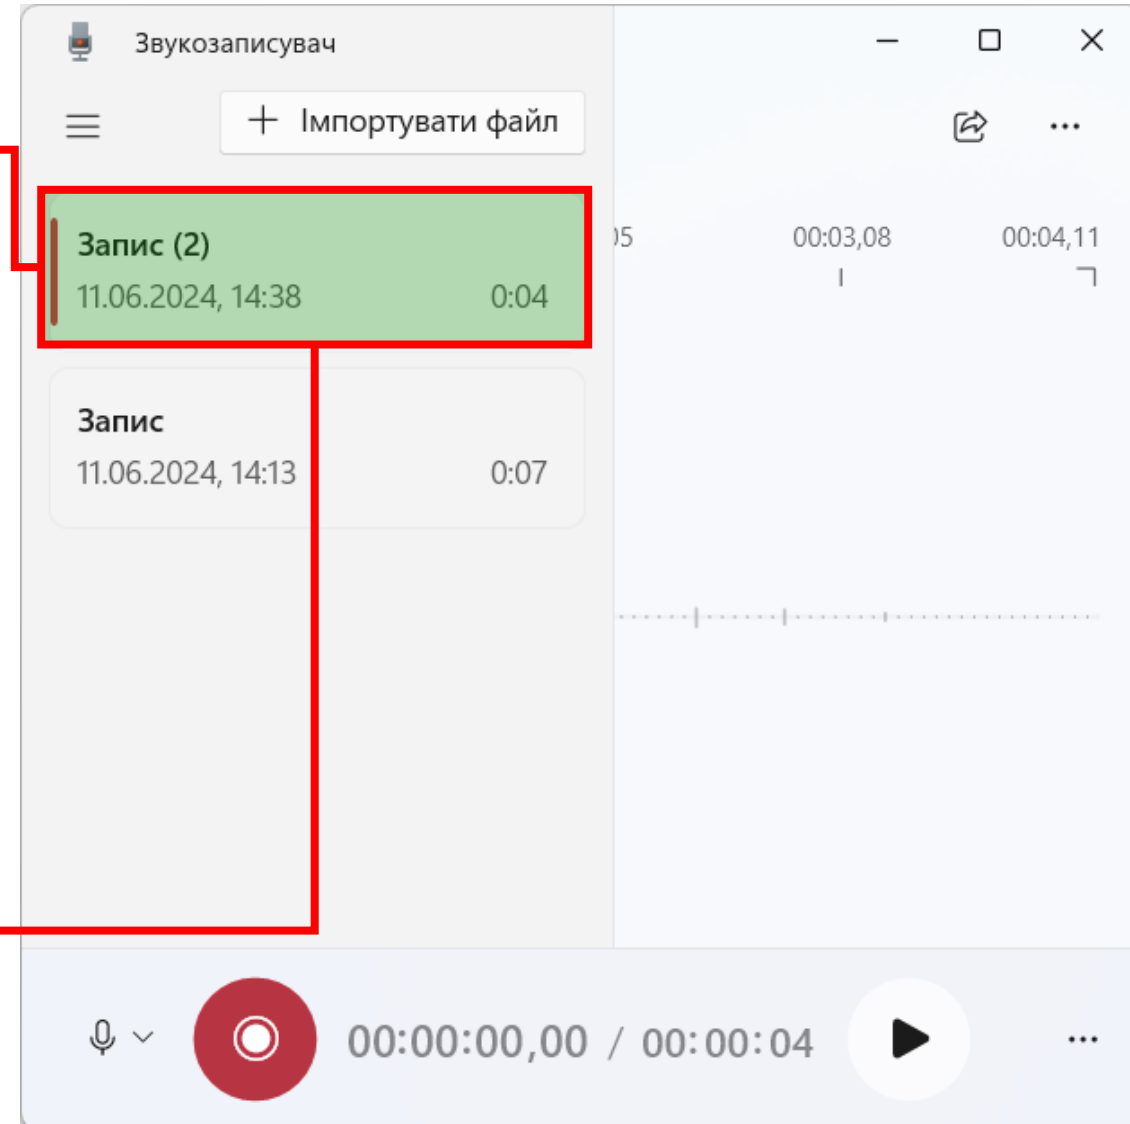 Звукозаписувач
Імпортувати файл
Запис (2)
11.06.2024, 14:38 0:04
Запис
11.06.2024, 14:13 0:07
00:03,08 00:04,11
00:00:00,00 / 00:00:04